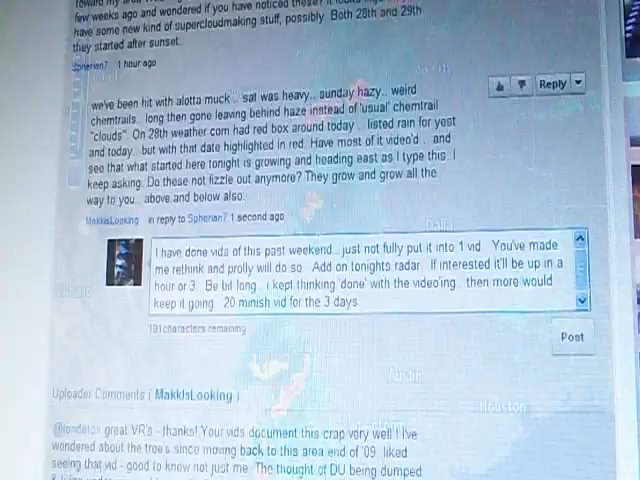 few weeks ago and wondered if you have noticed these?
have some new kind of supercloudmaking stuff, possibly. Both 28th and 29th
they started after sunset.
Spherian7 1 hour ago
Reply
we've been hit with alotta muck .. sat was heavy.. sunday hazy.. weird
chemtrails.. long then gone leaving behind haze instead of 'usual' chemtrail
"clouds" On 28th weather com had red box around today .. listed rain for yest
and today.. but with that date highlighted in red. Have most of it video'd .. and
see that what started here tonight is growing and heading east as I type this. I
keep asking. Do these not fizzle out anymore? They grow and grow all the
way to you.. above and below also.
MakkIsLooking in reply to Spherian7 1 second ago
I have done vids of this past weekend.. just not fully put it into 1 vid. You've made
me rethink and prolly will do so. Add on tonights radar. If interested it'll be up in a
hour or 3. Be bit long.. i kept thinking 'done' with the video'ing.. then more would
keep it going. 20 minish vid for the 3 days.
191 characters remaining
Post
Austin
Houston
Uploader Comments ( MakkIsLooking )
great VR's - thanks! Your vids document this crap very well! I've
wondered about the tree's since moving back to this area end of '09. liked
seeing that vid - good to know not just me. The thought of DU being dumped